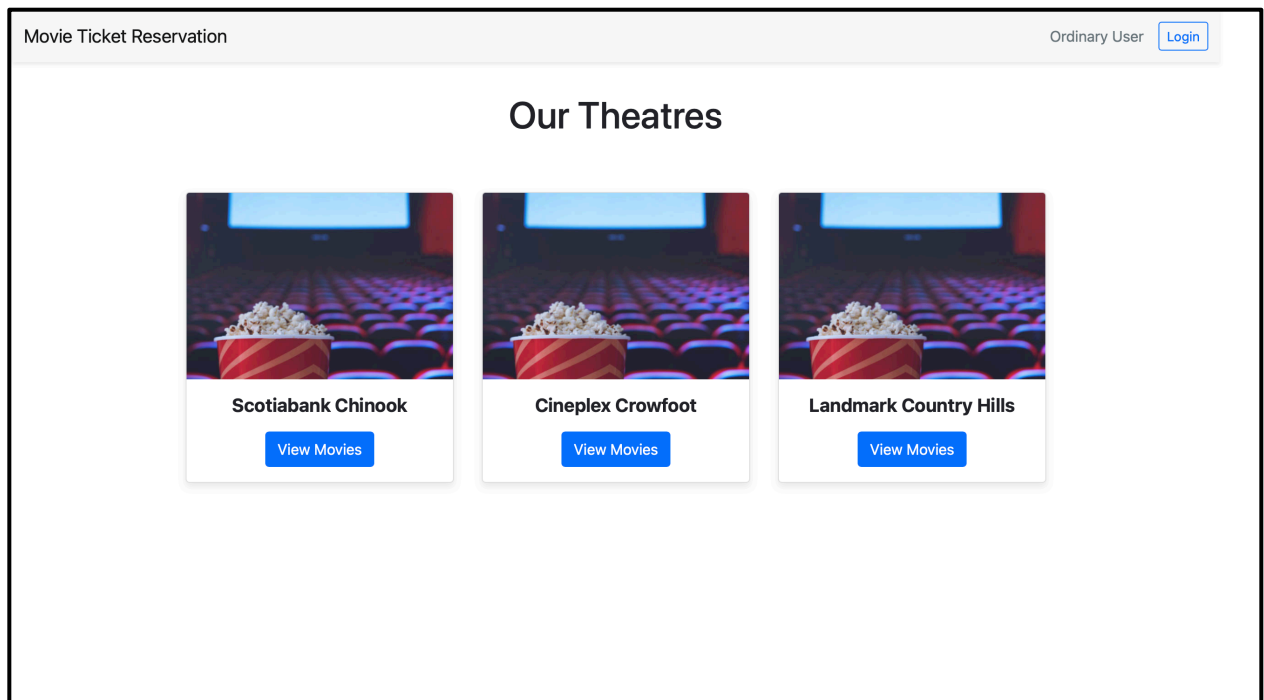 Movie Ticket Reservation
Ordinary User
Login
Our Theatres
Scotiabank Chinook
Cineplex Crowfoot
Landmark Country Hills
View Movies
View Movies
View Movies